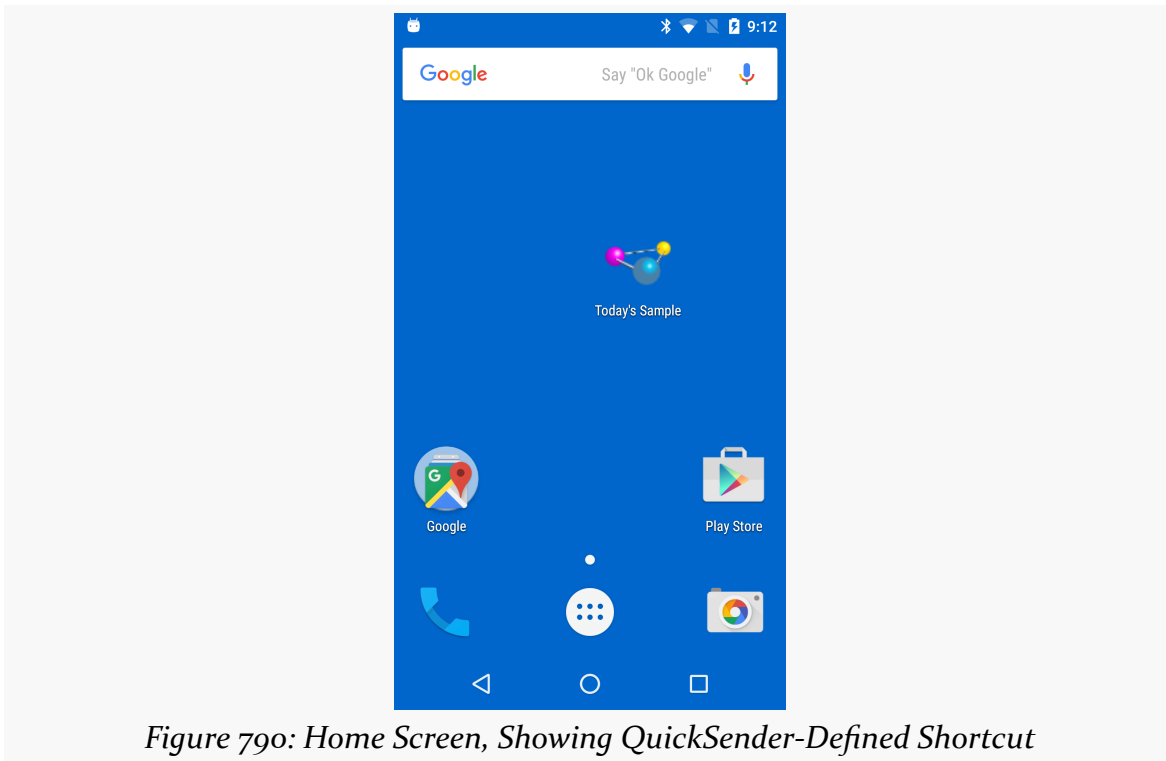 9:12
Google Say "Ok Google"
Today's Sample
G
Google Play Store
Figure 790: Home Screen, Showing QuickSender-Defined Shortcut